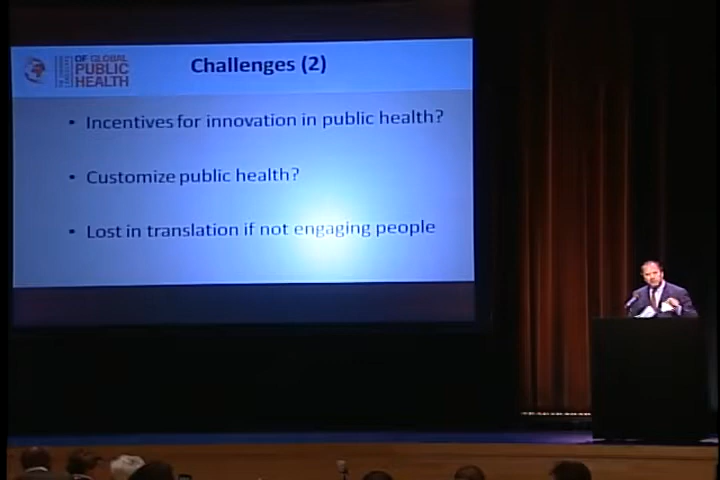 OF GLOBAL
PUBLIC
HEALTH
Challenges (2)
• Incentives for innovation in public health?
• Customize public health?
• Lost in translation if not engaging people